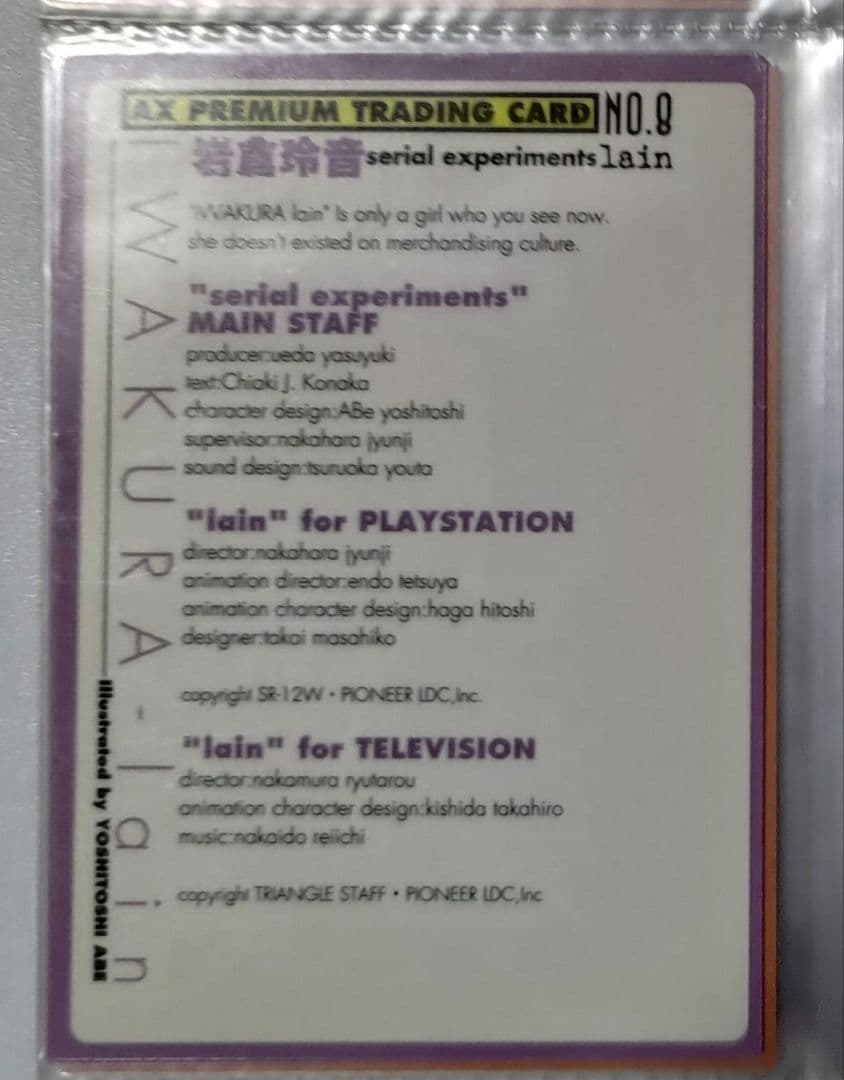 AX PREMIUM TRADING CARD NO.8
岩倉玲音 serial experiments lain
"IWAKURA lain" Is only a girl who you see now.
she doesn't existed on merchandising culture.
"serial experiments"
MAIN STAFF
producer:ueda yasuyuki
text:Chiaki J. Konaka
character design:ABe yoshitoshi
supervisor:nakahara jyunji
sound design:tsuruoka youta
"lain" for PLAYSTATION
director:nakahara jyunji
animation director:endo tetsuya
animation character design:haga hitoshi
designer:takai masahiko
copyright SR-12W・PIONEER LDC,Inc.
"lain" for TELEVISION
director:nakamura ryutarou
animation character design:kishida takahiro
music:nakaido reiichi
copyright TRIANGLE STAFF・PIONEER LDC,Inc
IWAKURA-lain
Illustrated by YOSHITOSHI ABE